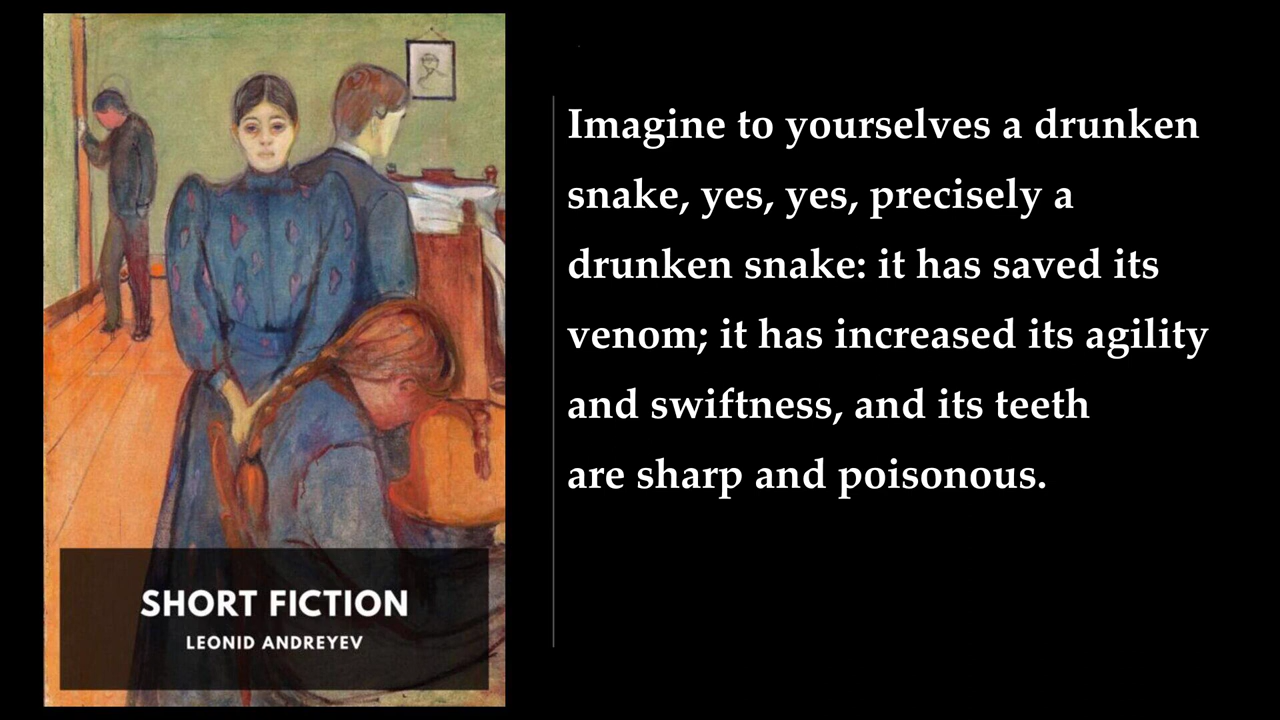 Imagine to yourselves a drunken
snake, yes, yes, precisely a
drunken snake: it has saved its
venom; it has increased its agility
and swiftness, and its teeth
are sharp and poisonous.
SHORT FICTION
LEONID ANDREYEV